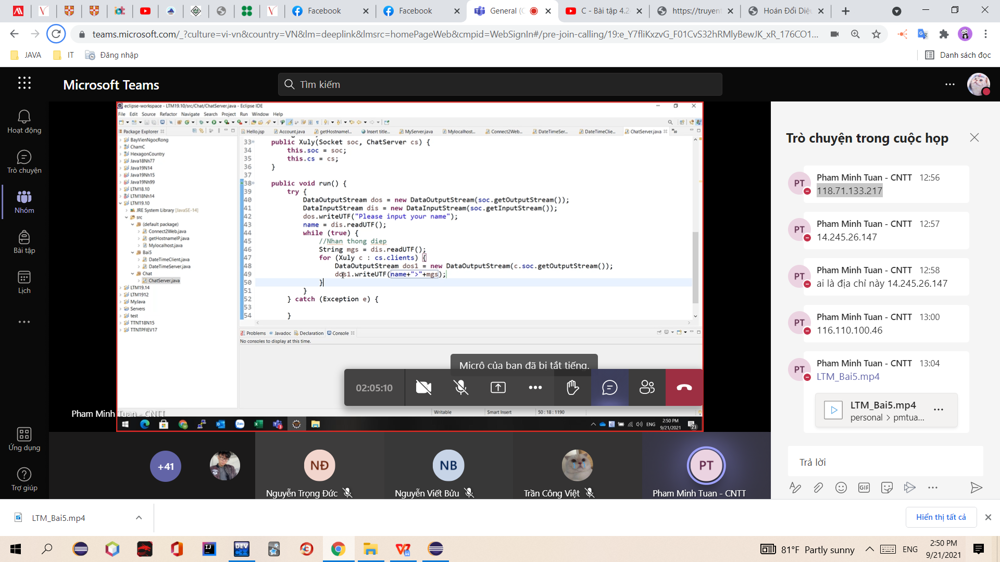 Facebook
Facebook
General (C
C - Bài tập 4.2
https://truyen
Hoán Đổi Diệu
teams.microsoft.com/_?culture=vi-vn&country=VN&lm=deeplink&lmsrc=homePageWeb&cmpid=WebSignIn#/pre-join-calling/19:e_Y7fliKxzvG_F01CvS32hRMlyBewJK_xR_176CO1...
JAVA
IT
Đăng nhập
Danh sách đọc
Microsoft Teams
Tìm kiếm
Hoạt động
Trò chuyện
Nhóm
Bài tập
Lịch
Ứng dụng
Trợ giúp
eclipse-workspace - LTM19.10/src/Chat/ChatServer.java - Eclipse IDE
File Edit Source Refactor Navigate Search Project Run Window Help
Package Explorer
Hello.jsp
Account.java
getHostnameI...
Insert title...
MyServer.java
Mylocalhost...
Connect2Web...
DateTimeSer...
DateTimeClie...
ChatServer.java
BayVienNgocRong
ChamC
HexagonCountry
Java18Nh77
Java19N14
Java19Nh15
Java19Nh99
LTM18.10
LTM18Nh14
LTM19.10
JRE System Library [JavaSE-14]
src
(default package)
Connect2Web.java
getHostnameIP.java
Mylocalhost.java
Bai5
DateTimeClient.java
DateTimeServer.java
Chat
ChatServer.java
LTM19.14
LTM1912
MyJava
Servers
test
TTNT18N15
TTNTPFIEV17
33 public Xuly(Socket soc, ChatServer cs) {
34 this.soc = soc;
35 this.cs = cs;
36 }
37
38 public void run() {
39 try {
40 DataOutputStream dos = new DataOutputStream(soc.getOutputStream());
41 DataInputStream dis = new DataInputStream(soc.getInputStream());
42 dos.writeUTF("Please input your name");
43 name = dis.readUTF();
44 while (true) {
45 //Nhan thong diep
46 String mgs = dis.readUTF();
47 for (Xuly c : cs.clients) {
48 DataOutputStream dos1 = new DataOutputStream(c.soc.getOutputStream());
49 dos1.writeUTF(name+">"+mgs);
50 }
51 }
52 } catch (Exception e) {
53
54 }
Problems
Javadoc
Declaration
Console
No consoles to display at this time.
Micrô của bạn đã bị tắt tiếng.
02:05:10
Writable
Smart Insert
50 : 18 : 1190
Pham Minh Tuan - CNTT
ENG
2:50 PM
9/21/2021
23
+41
NĐ
Nguyễn Trọng Đức
NB
Nguyễn Viết Bửu
Trần Công Việt
PT
Pham Minh Tuan - CNTT
Trò chuyện trong cuộc họp
PT
Pham Minh Tuan - CNTT 12:56
118.71.133.217
PT
Pham Minh Tuan - CNTT 12:57
14.245.26.147
PT
Pham Minh Tuan - CNTT 12:58
ai là địa chỉ này 14.245.26.147
PT
Pham Minh Tuan - CNTT 13:00
116.110.100.46
PT
Pham Minh Tuan - CNTT 13:04
LTM_Bai5.mp4
LTM_Bai5.mp4
personal > pmtua...
Trả lời
GIF
LTM_Bai5.mp4
Hiển thị tất cả
IJ
DEV
C++
81°F Partly sunny
ENG
2:50 PM
9/21/2021